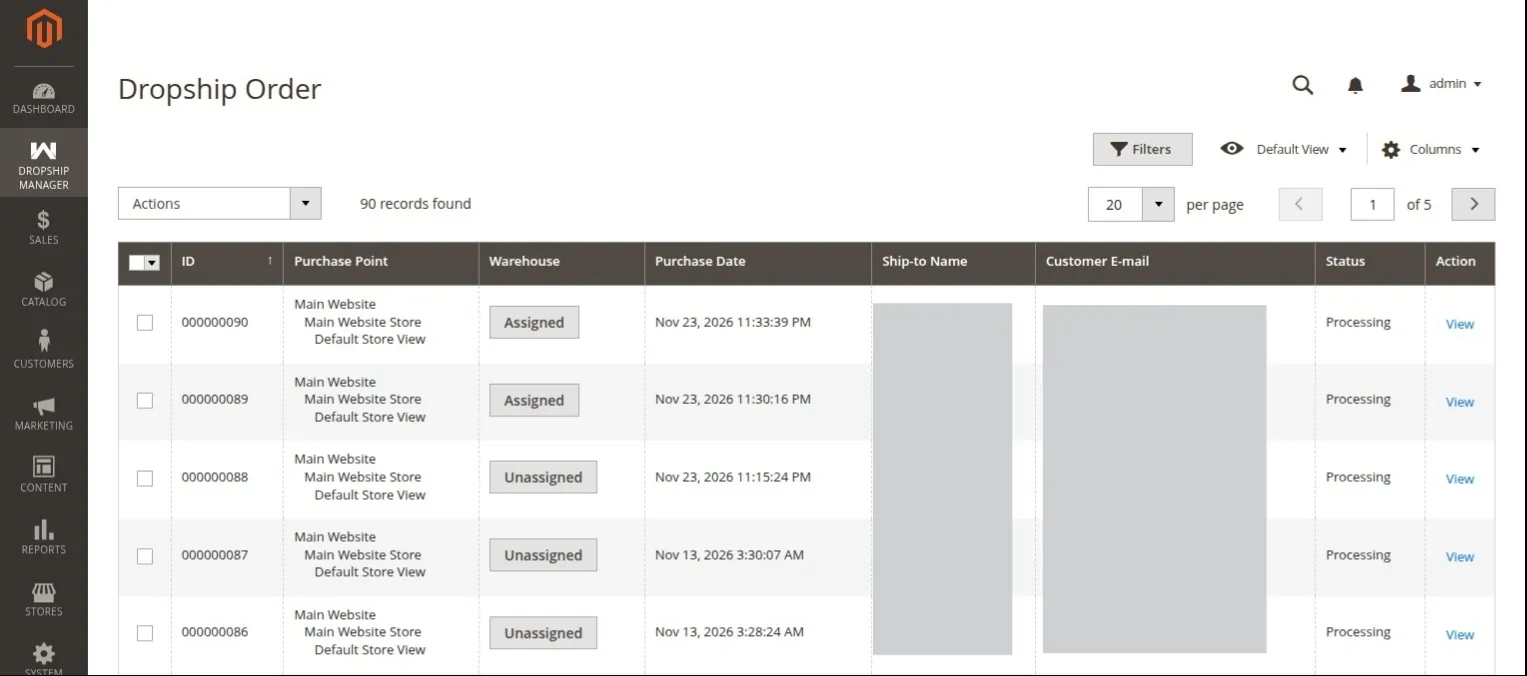 Dropship Order
admin
DASHBOARD
DROPSHIP
MANAGER
SALES
CATALOG
CUSTOMERS
MARKETING
CONTENT
REPORTS
STORES
SYSTEM
Filters
Default View
Columns
Actions
90 records found
20
per page
1
of 5
ID ↑ Purchase Point Warehouse Purchase Date Ship-to Name Customer E-mail Status Action
Main Website
000000090 Main Website Store Assigned Nov 23, 2026 11:33:39 PM Processing View
Default Store View
Main Website
000000089 Main Website Store Assigned Nov 23, 2026 11:30:16 PM Processing View
Default Store View
Main Website
000000088 Main Website Store Unassigned Nov 23, 2026 11:15:24 PM Processing View
Default Store View
Main Website
000000087 Main Website Store Unassigned Nov 13, 2026 3:30:07 AM Processing View
Default Store View
Main Website
000000086 Main Website Store Unassigned Nov 13, 2026 3:28:24 AM Processing View
Default Store View